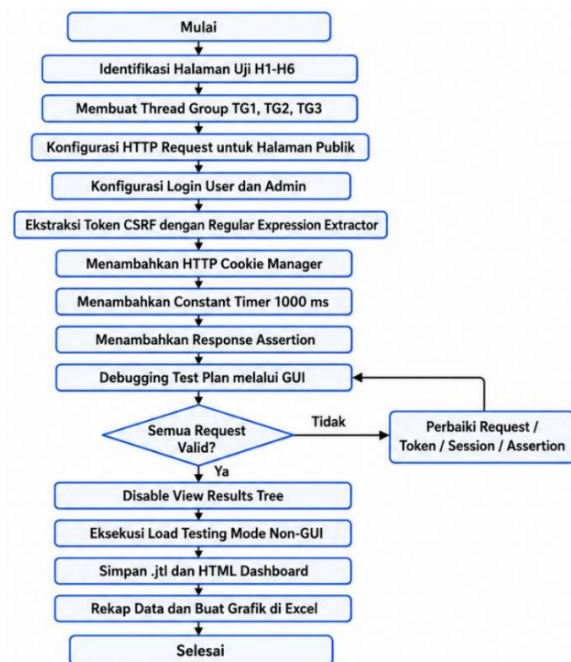 Mulai
Identifikasi Halaman Uji H1-H6
Membuat Thread Group TG1, TG2, TG3
Konfigurasi HTTP Request untuk Halaman Publik
Konfigurasi Login User dan Admin
Ekstraksi Token CSRF dengan Regular Expression Extractor
Menambahkan HTTP Cookie Manager
Menambahkan Constant Timer 1000 ms
Menambahkan Response Assertion
Debugging Test Plan melalui GUI
Semua Request
Valid?
Tidak
Perbaiki Request /
Token / Session / Assertion
Ya
Disable View Results Tree
Eksekusi Load Testing Mode Non-GUI
Simpan .jtl dan HTML Dashboard
Rekap Data dan Buat Grafik di Excel
Selesai